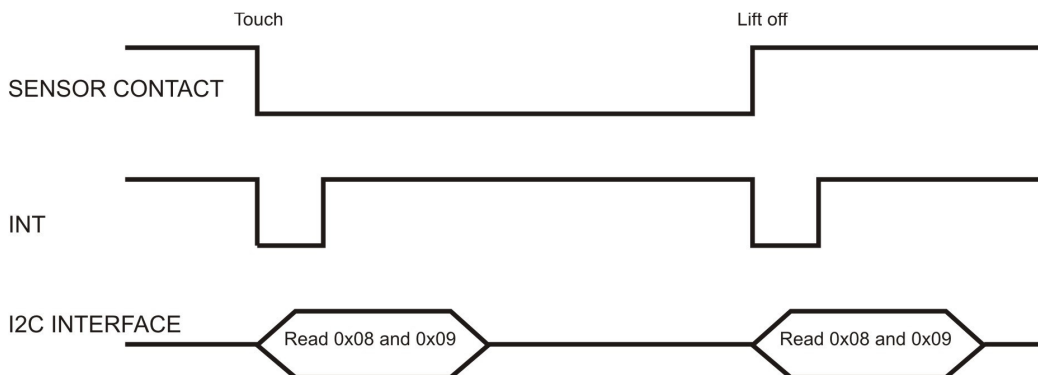 Touch
Lift off
SENSOR CONTACT
INT
I2C INTERFACE
Read 0x08 and 0x09
Read 0x08 and 0x09